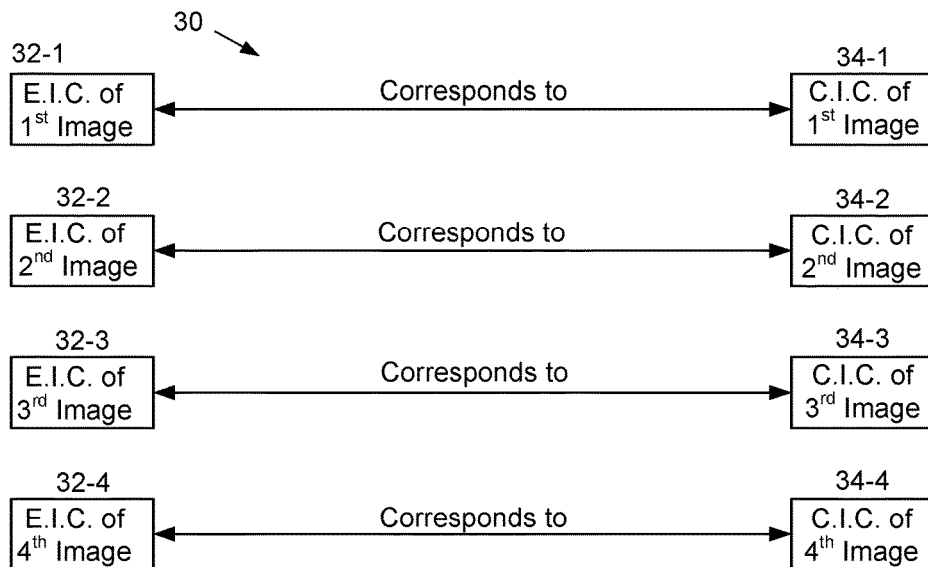 30
32-1
34-1
E.I.C. of
1st Image
Corresponds to
C.I.C. of
1st Image
32-2
34-2
E.I.C. of
2nd Image
Corresponds to
C.I.C. of
2nd Image
32-3
34-3
E.I.C. of
3rd Image
Corresponds to
C.I.C. of
3rd Image
32-4
34-4
E.I.C. of
4th Image
Corresponds to
C.I.C. of
4th Image